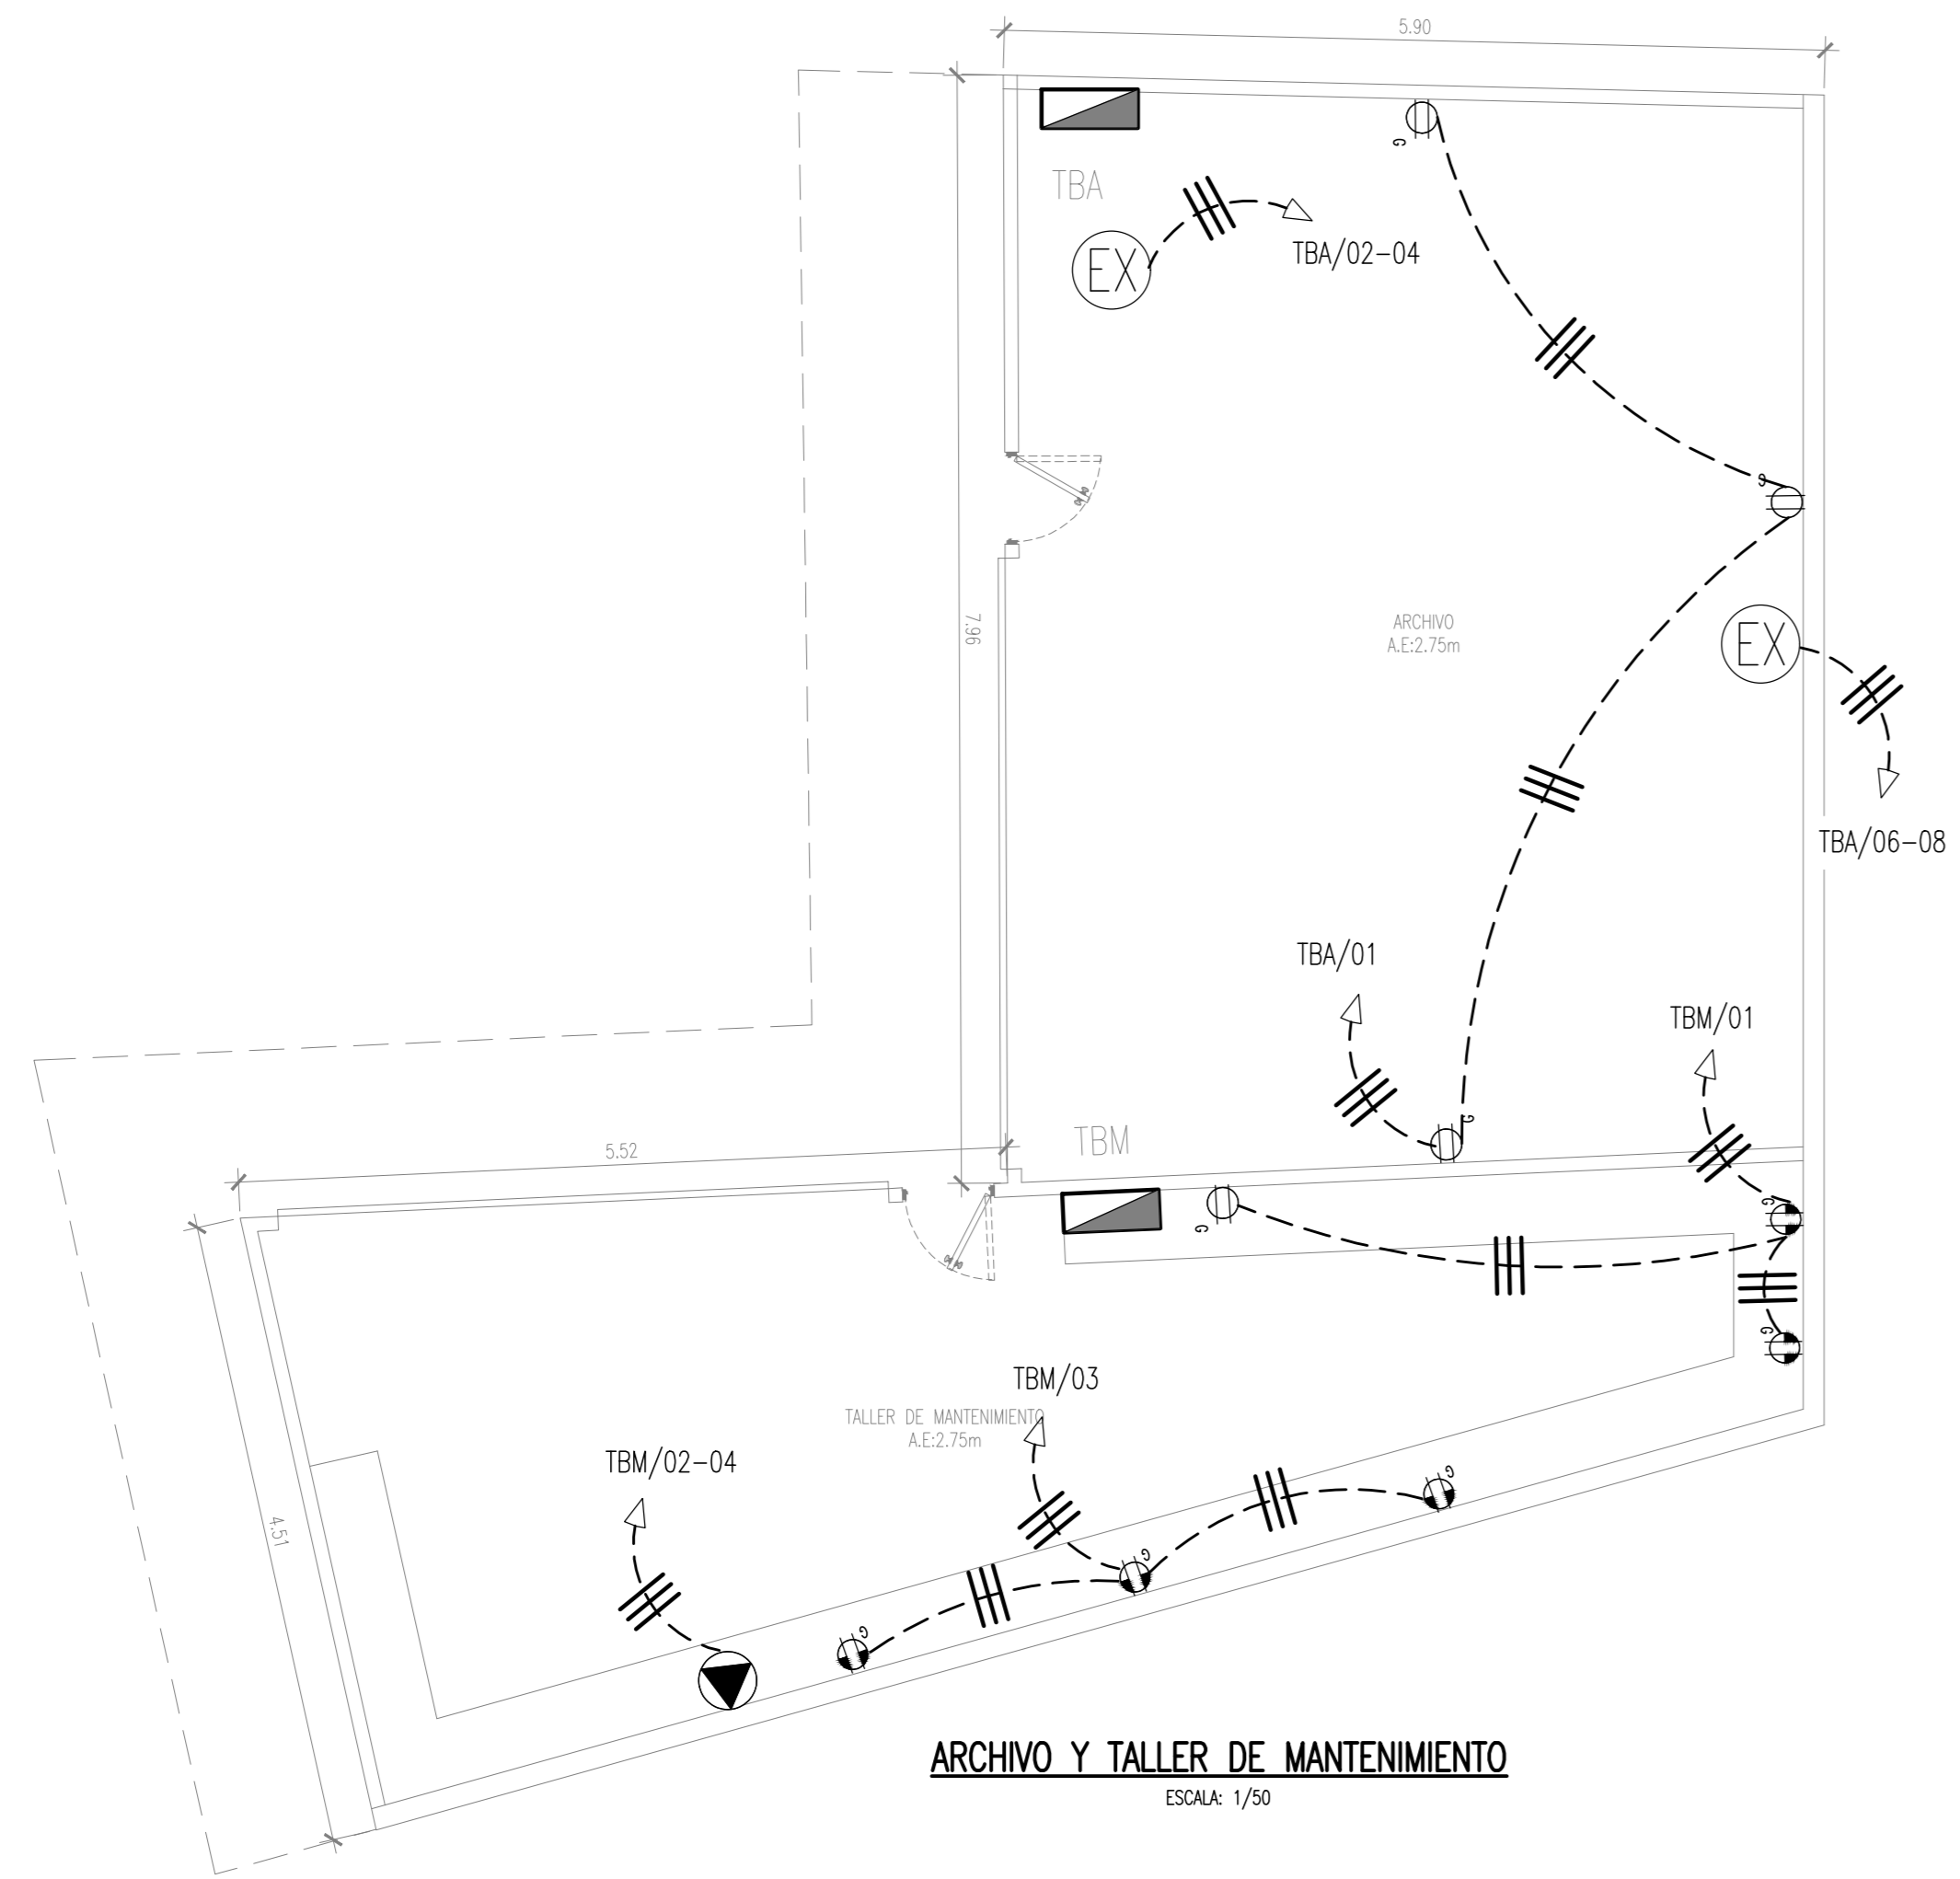 5.90
TBA
G
EX
TBA/02-04
G
7.96
ARCHIVO
A.E:2.75m
EX
TBA/06-08
TBA/01
TBM/01
G
TBM
5.52
G
G
G
TBM/03
TALLER DE MANTENIMIENTO
A.E:2.75m
TBM/02-04
G
4.51
G
G
ARCHIVO Y TALLER DE MANTENIMIENTO
ESCALA: 1/50